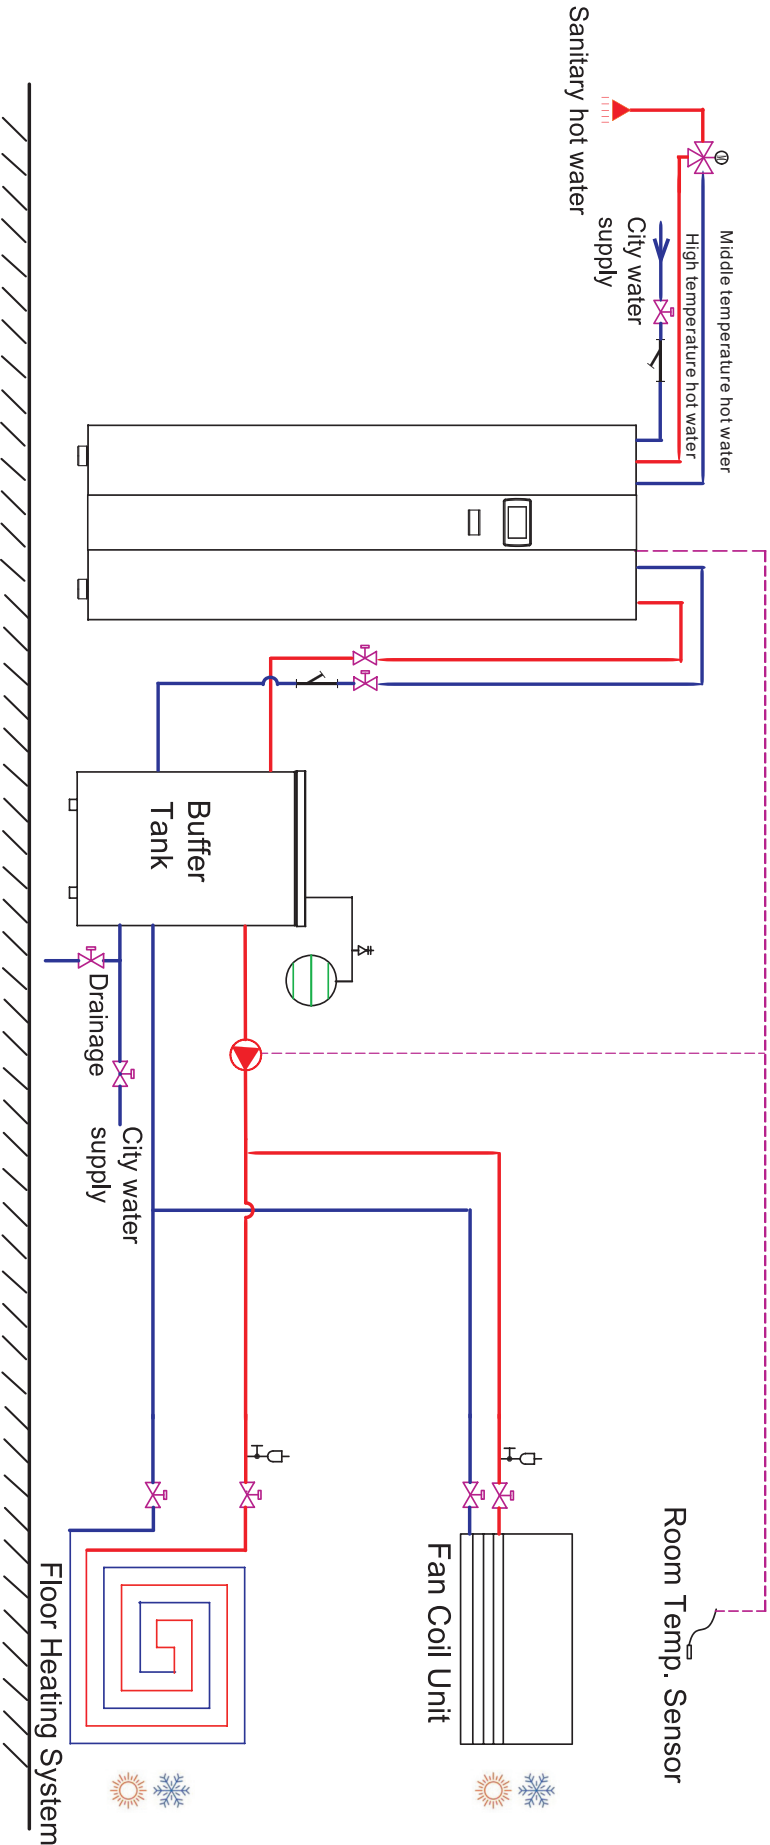 Sanitary hot water
City water
supply
High temperature hot water
Middle temperature hot water
M
Buffer
Tank
Drainage
City water
supply
Fan Coil Unit
Room Temp. Sensor
Floor Heating System